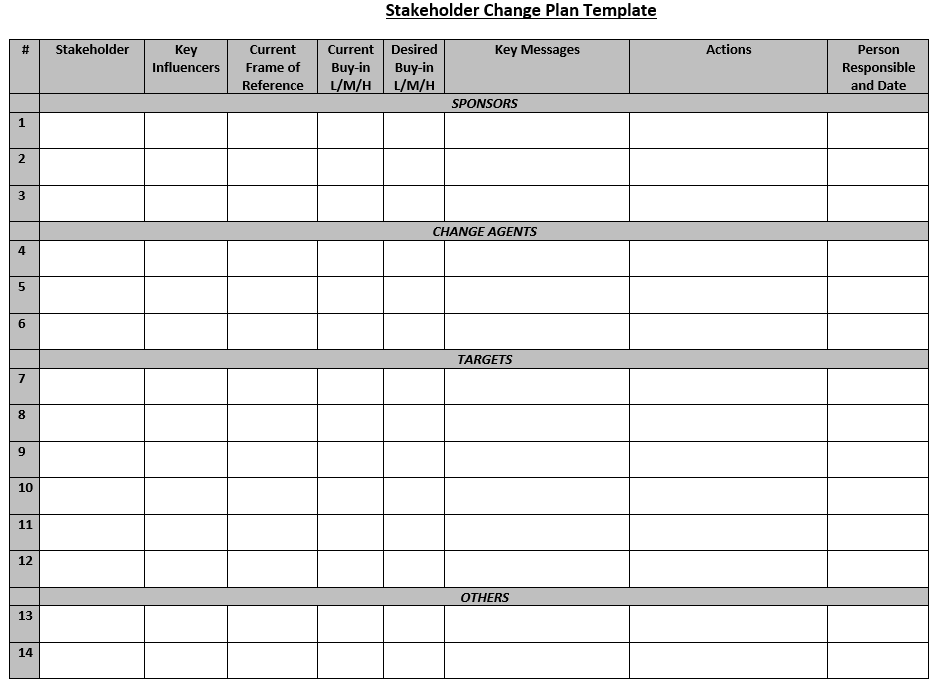 Stakeholder Change Plan Template
# Stakeholder Key Influencers Current Frame of Reference Current Buy-in L/M/H Desired Buy-in L/M/H Key Messages Actions Person Responsible and Date
SPONSORS
1
2
3
CHANGE AGENTS
4
5
6
TARGETS
7
8
9
10
11
12
OTHERS
13
14